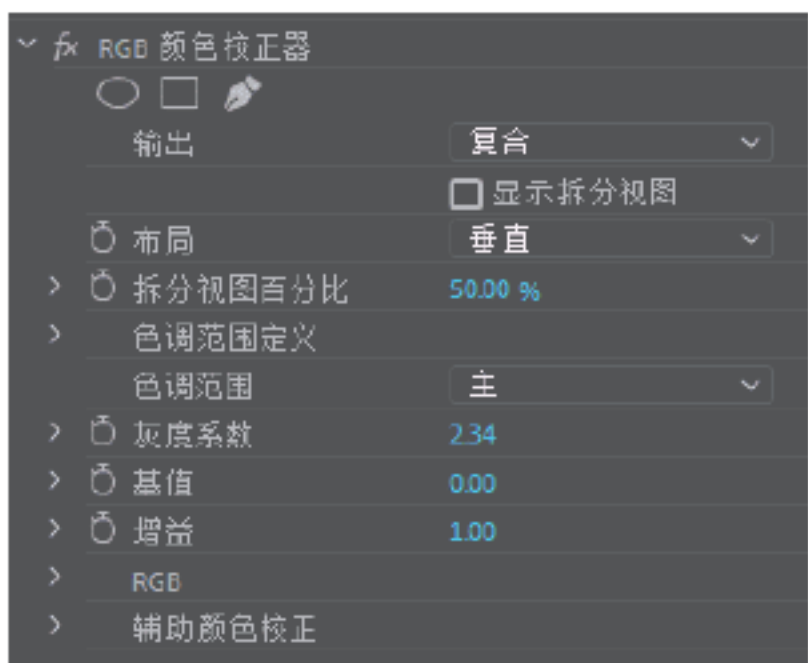 fx RGB 颜色校正器
输出 复合
显示拆分视图
布局 垂直
拆分视图百分比 50.00 %
色调范围定义
色调范围 主
灰度系数 2.34
基值 0.00
增益 1.00
RGB
辅助颜色校正